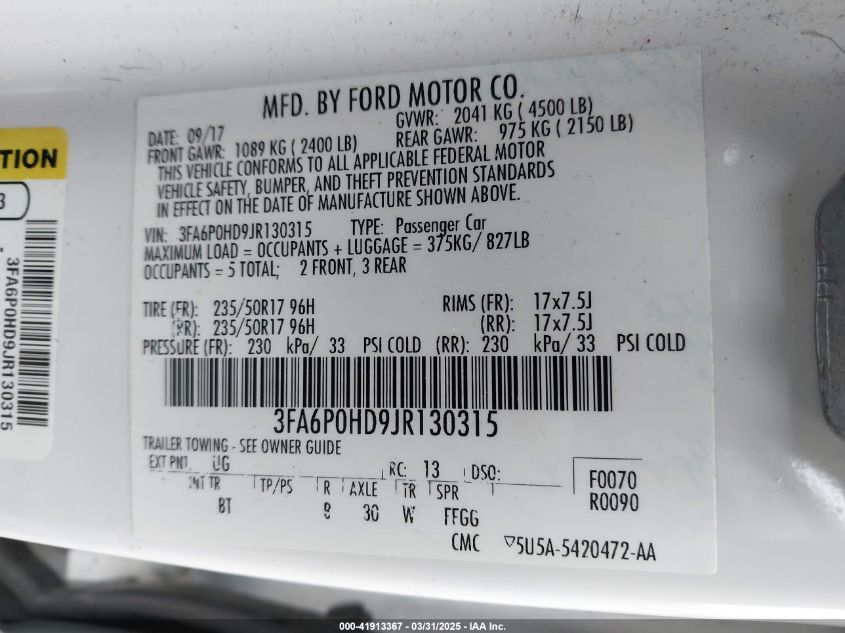 MFD. BY FORD MOTOR CO.
DATE: 09/17 GVWR: 2041 KG ( 4500 LB)
FRONT GAWR: 1089 KG ( 2400 LB) REAR GAWR: 975 KG ( 2150 LB)
THIS VEHICLE CONFORMS TO ALL APPLICABLE FEDERAL MOTOR
VEHICLE SAFETY, BUMPER, AND THEFT PREVENTION STANDARDS
IN EFFECT ON THE DATE OF MANUFACTURE SHOWN ABOVE.
VIN: 3FA6P0HD9JR130315 TYPE: Passenger Car
MAXIMUM LOAD = OCCUPANTS + LUGGAGE = 375KG/ 827LB
OCCUPANTS = 5 TOTAL; 2 FRONT, 3 REAR
TIRE (FR): 235/50R17 96H RIMS (FR): 17x7.5J
(RR): 235/50R17 96H (RR): 17x7.5J
PRESSURE (FR): 230 kPa/ 33 PSI COLD (RR): 230 kPa/ 33 PSI COLD
3FA6P0HD9JR130315
TRAILER TOWING - SEE OWNER GUIDE
EXT PNT: UG RC: 13 DSO: F0070
INT TR TP/PS R AXLE TR SPR R0090
BT 8 30 W FFGG
CMC 5U5A-5420472-AA
TION
3
3FA6P0HD9JR130315
000-41913367 - 03/31/2025 - IAA Inc.